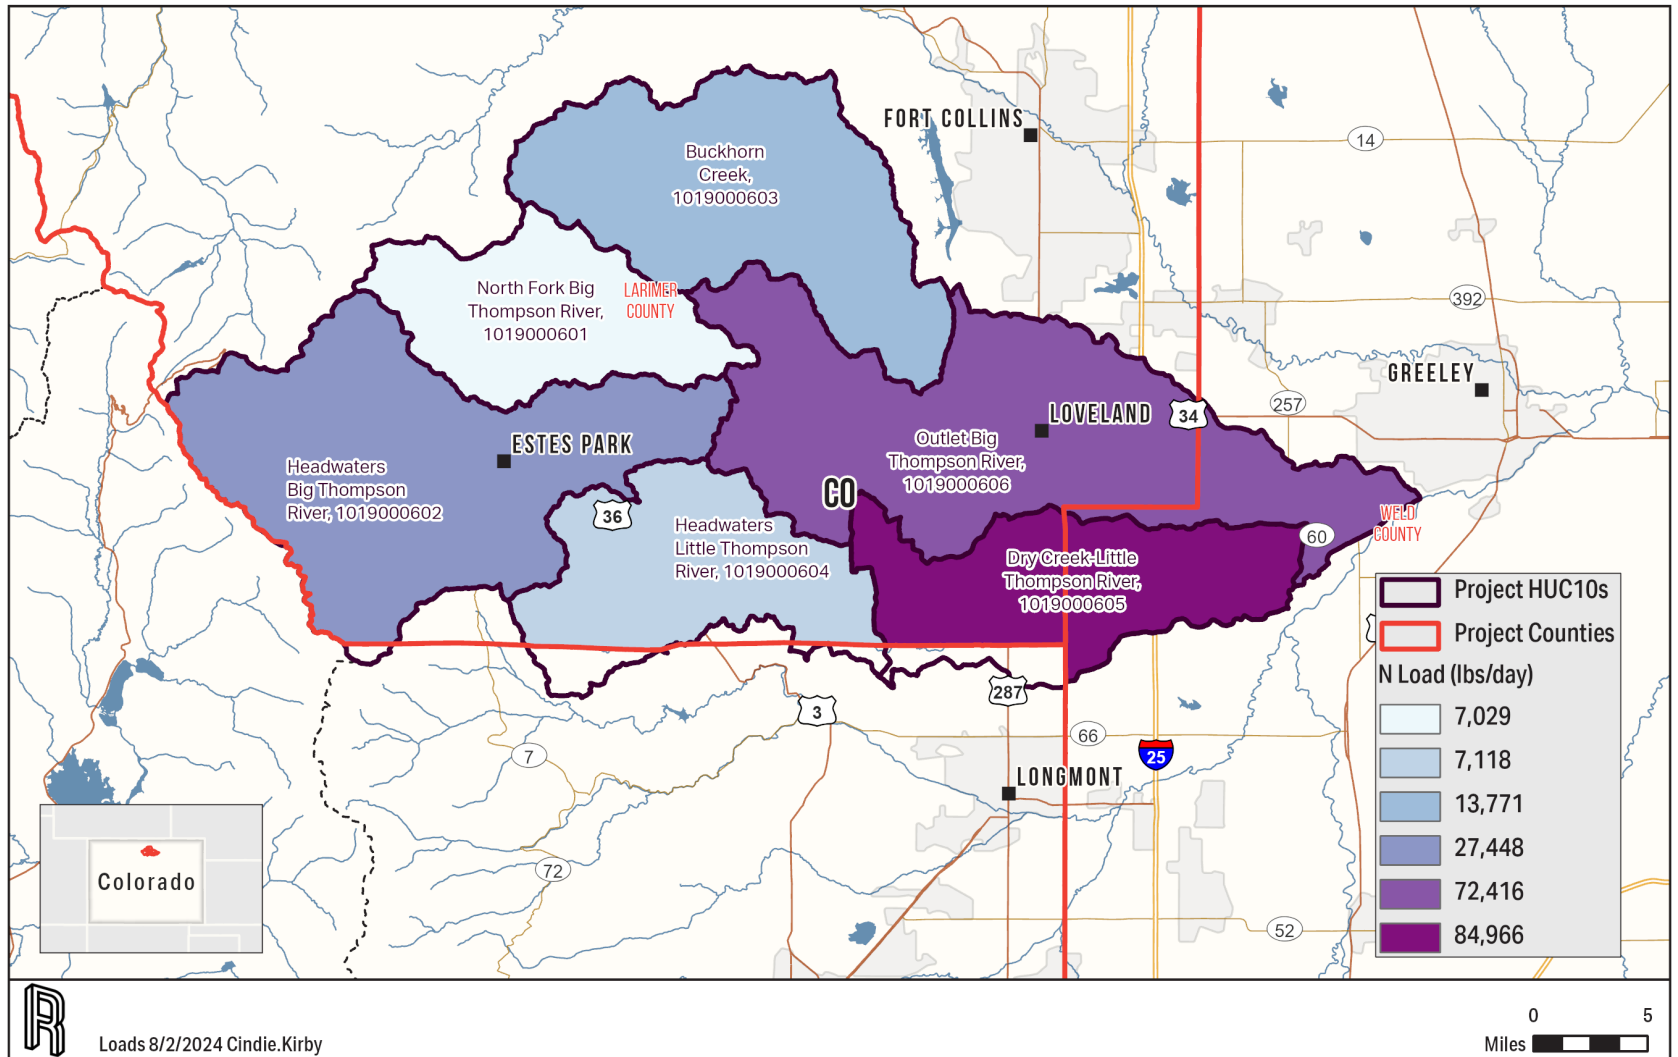 FORT COLLINS
14
Buckhorn
Creek,
1019000603
North Fork Big
Thompson River,
1019000601
LARIMER
COUNTY
392
GREELEY
257
34
LOVELAND
ESTES PARK
Outlet Big
Thompson River,
1019000606
Headwaters
Big Thompson
River, 1019000602
CO
36
WELD
COUNTY
60
Headwaters
Little Thompson
River, 1019000604
Dry Creek-Little
Thompson River,
1019000605
287
3
66
7
25
LONGMONT
72
52
Project HUC10s
Project Counties
N Load (lbs/day)
7,029
7,118
13,771
27,448
72,416
84,966
Colorado
Loads 8/2/2024 Cindie.Kirby
0 5
Miles